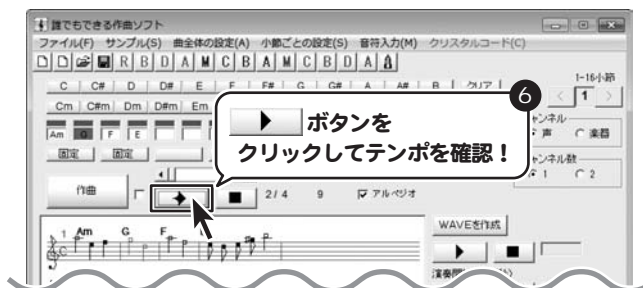 誰でもできる作曲ソフト
ファイル(F) サンプル(S) 曲全体の設定(A) 小節ごとの設定(S) 音符入力(M) クリスタルコード(C)
R B D A M C B A M C B D A A
C C# D D# E F F# G G# A A# B クリア
1-16小節
Cm C#m Dm D#m Em
6
< 1 >
Am G F E
▶ ボタンを
クリックしてテンポを確認!
声 楽器
固定 固定
ャンネル数
1 2
作曲 2/4 9 アルペジオ
WAVEを作成
1 Am G F